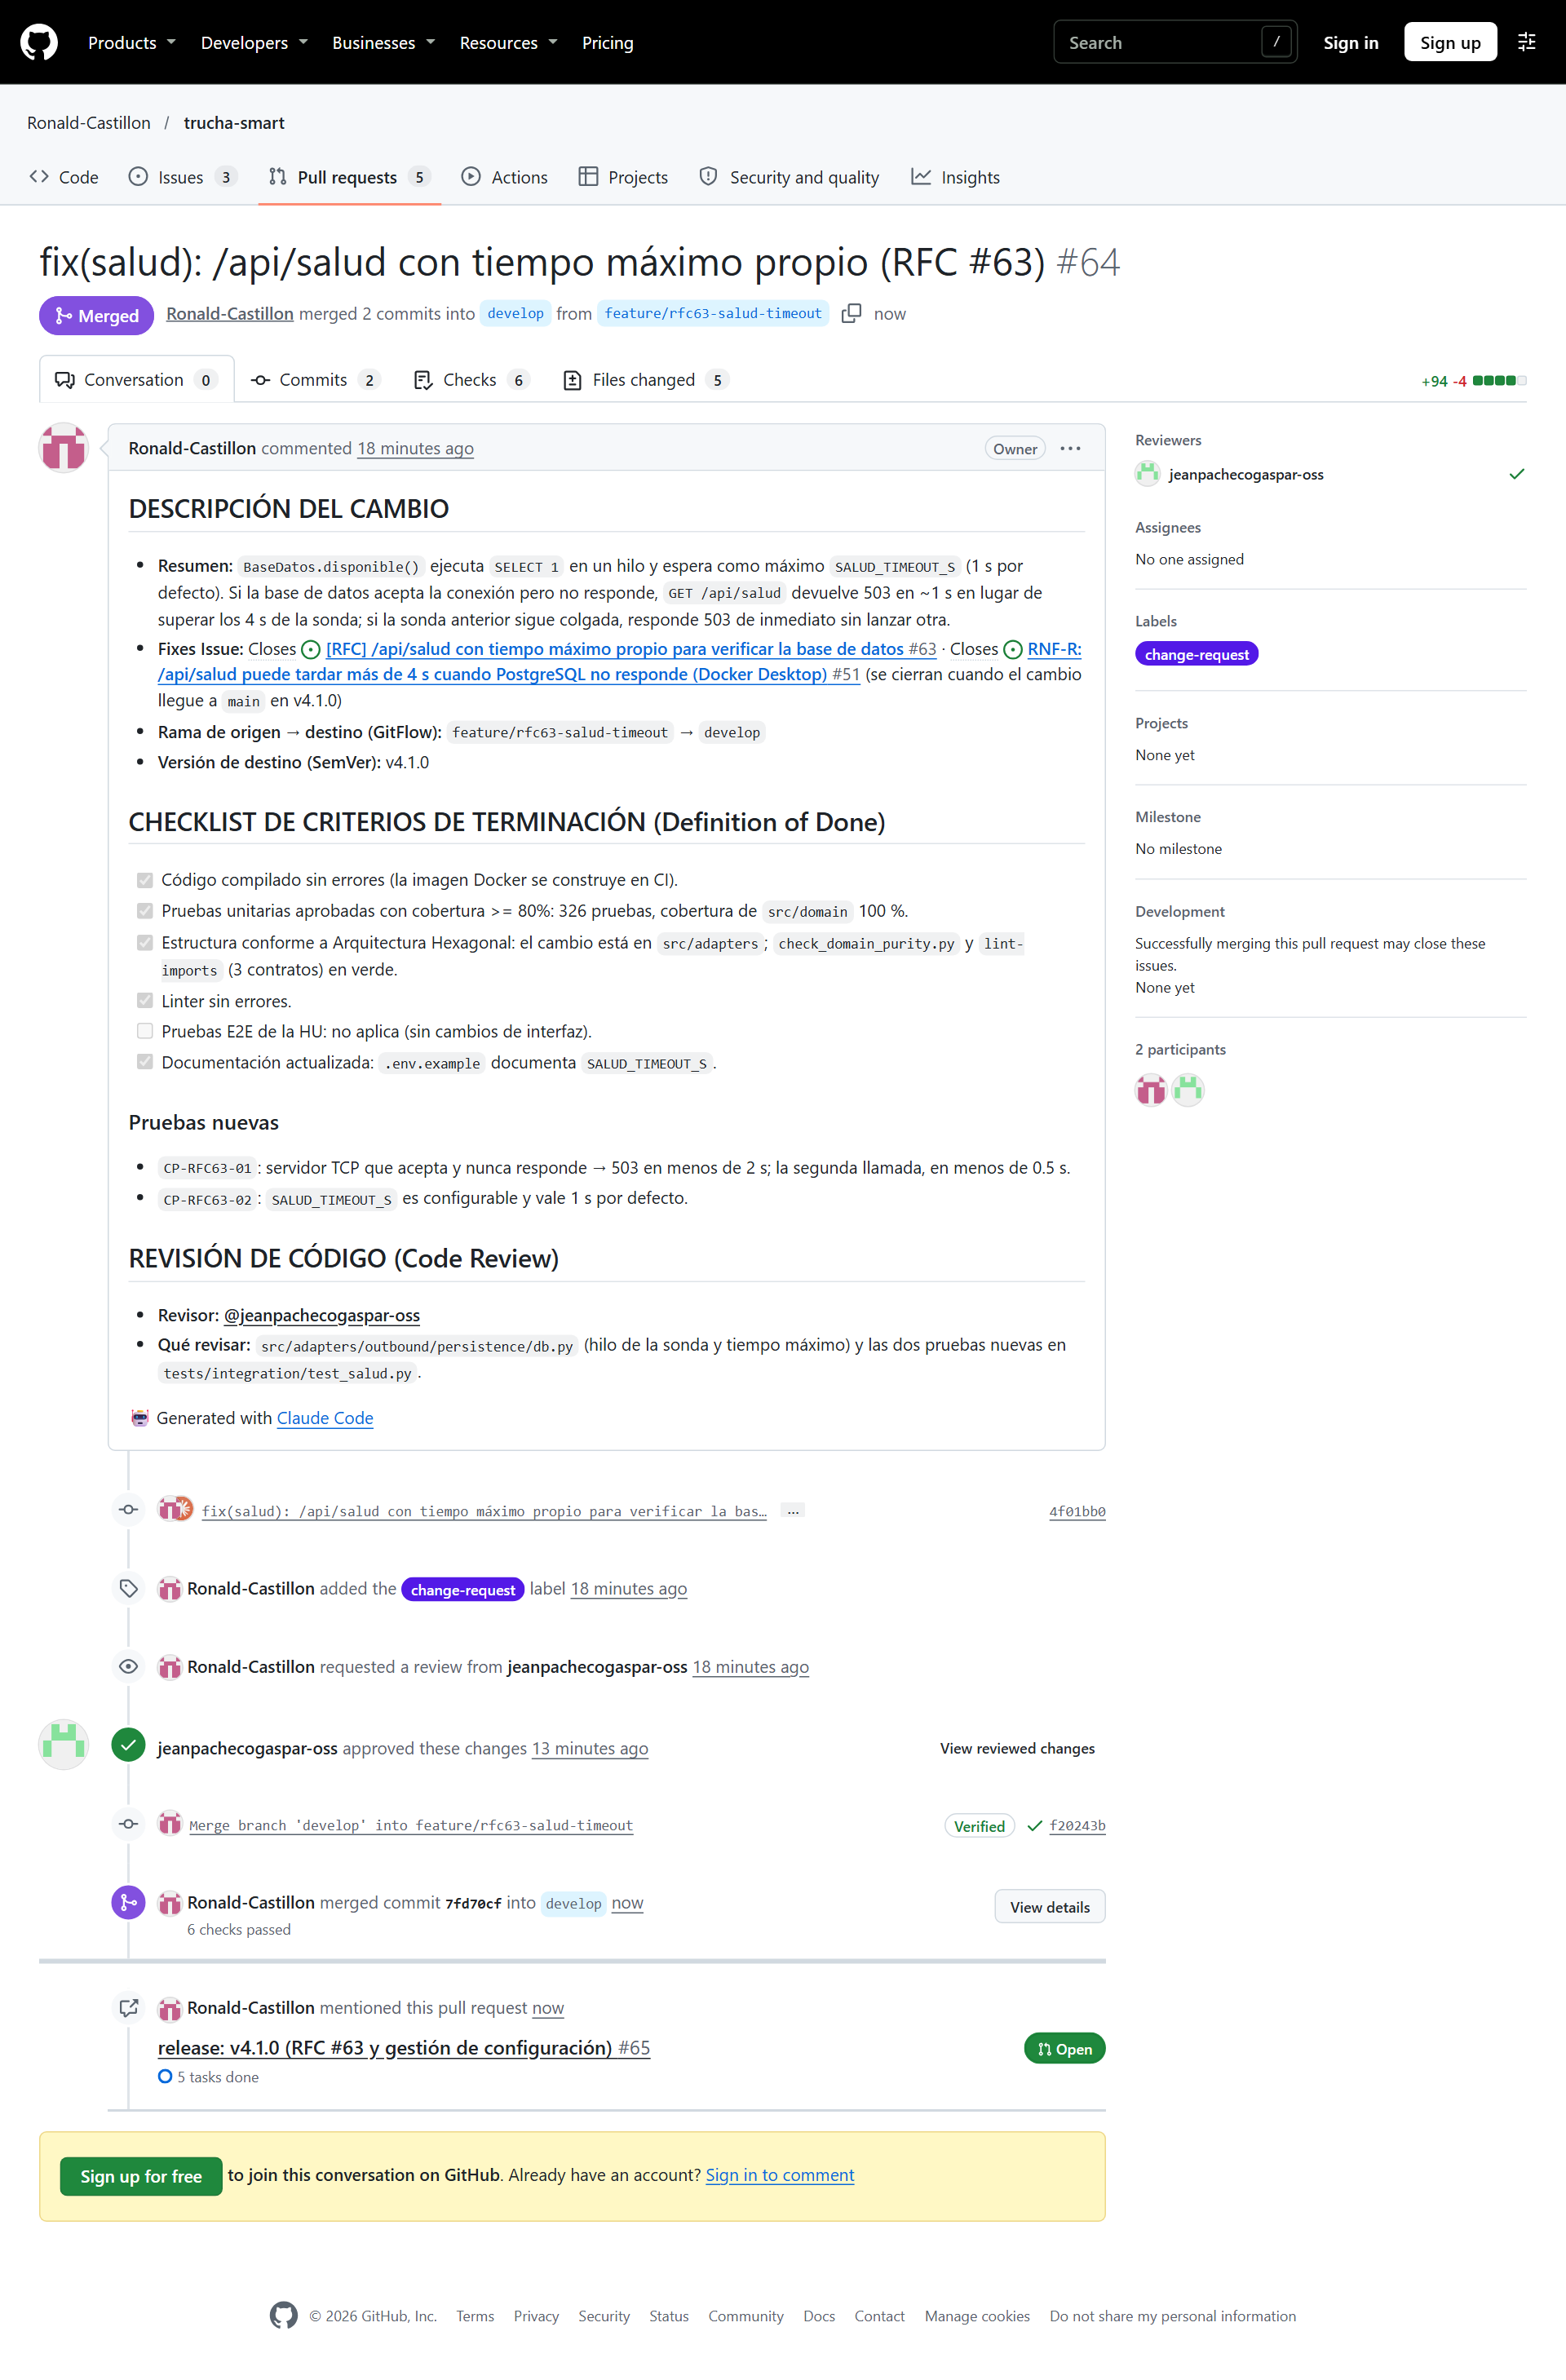 Products Developers Businesses Resources Pricing Search / Sign in Sign up
Ronald-Castillon / trucha-smart
Code Issues 3 Pull requests 5 Actions Projects Security and quality Insights
fix(salud): /api/salud con tiempo máximo propio (RFC #63) #64
Merged Ronald-Castillon merged 2 commits into develop from feature/rfc63-salud-timeout now
Conversation 0 Commits 2 Checks 6 Files changed 5 +94 -4
Ronald-Castillon commented 18 minutes ago Owner ...
DESCRIPCIÓN DEL CAMBIO
• Resumen: BaseDatos.disponible() ejecuta SELECT 1 en un hilo y espera como máximo SALUD_TIMEOUT_S (1 s por
defecto). Si la base de datos acepta la conexión pero no responde, GET /api/salud devuelve 503 en ~1 s en lugar de
superar los 4 s de la sonda; si la sonda anterior sigue colgada, responde 503 de inmediato sin lanzar otra.
• Fixes Issue: Closes [RFC] /api/salud con tiempo máximo propio para verificar la base de datos #63 · Closes RNF-R:
/api/salud puede tardar más de 4 s cuando PostgreSQL no responde (Docker Desktop) #51 (se cierran cuando el cambio
llegue a main en v4.1.0)
• Rama de origen → destino (GitFlow): feature/rfc63-salud-timeout → develop
• Versión de destino (SemVer): v4.1.0
CHECKLIST DE CRITERIOS DE TERMINACIÓN (Definition of Done)
Código compilado sin errores (la imagen Docker se construye en CI).
Pruebas unitarias aprobadas con cobertura >= 80%: 326 pruebas, cobertura de src/domain 100 %.
Estructura conforme a Arquitectura Hexagonal: el cambio está en src/adapters; check_domain_purity.py y lint-
imports (3 contratos) en verde.
Linter sin errores.
Pruebas E2E de la HU: no aplica (sin cambios de interfaz).
Documentación actualizada: .env.example documenta SALUD_TIMEOUT_S.
Pruebas nuevas
• CP-RFC63-01: servidor TCP que acepta y nunca responde → 503 en menos de 2 s; la segunda llamada, en menos de 0.5 s.
• CP-RFC63-02: SALUD_TIMEOUT_S es configurable y vale 1 s por defecto.
REVISIÓN DE CÓDIGO (Code Review)
• Revisor: @jeanpachecogaspar-oss
• Qué revisar: src/adapters/outbound/persistence/db.py (hilo de la sonda y tiempo máximo) y las dos pruebas nuevas en
tests/integration/test_salud.py.
Generated with Claude Code
fix(salud): /api/salud con tiempo máximo propio para verificar la bas… ... 4f01bb0
Ronald-Castillon added the change-request label 18 minutes ago
Ronald-Castillon requested a review from jeanpachecogaspar-oss 18 minutes ago
jeanpachecogaspar-oss approved these changes 13 minutes ago View reviewed changes
Merge branch 'develop' into feature/rfc63-salud-timeout Verified f20243b
Ronald-Castillon merged commit 7fd70cf into develop now View details
6 checks passed
Ronald-Castillon mentioned this pull request now
release: v4.1.0 (RFC #63 y gestión de configuración) #65 Open
5 tasks done
Sign up for free to join this conversation on GitHub. Already have an account? Sign in to comment
Reviewers
jeanpachecogaspar-oss
Assignees
No one assigned
Labels
change-request
Projects
None yet
Milestone
No milestone
Development
Successfully merging this pull request may close these
issues.
None yet
2 participants
© 2026 GitHub, Inc. Terms Privacy Security Status Community Docs Contact Manage cookies Do not share my personal information